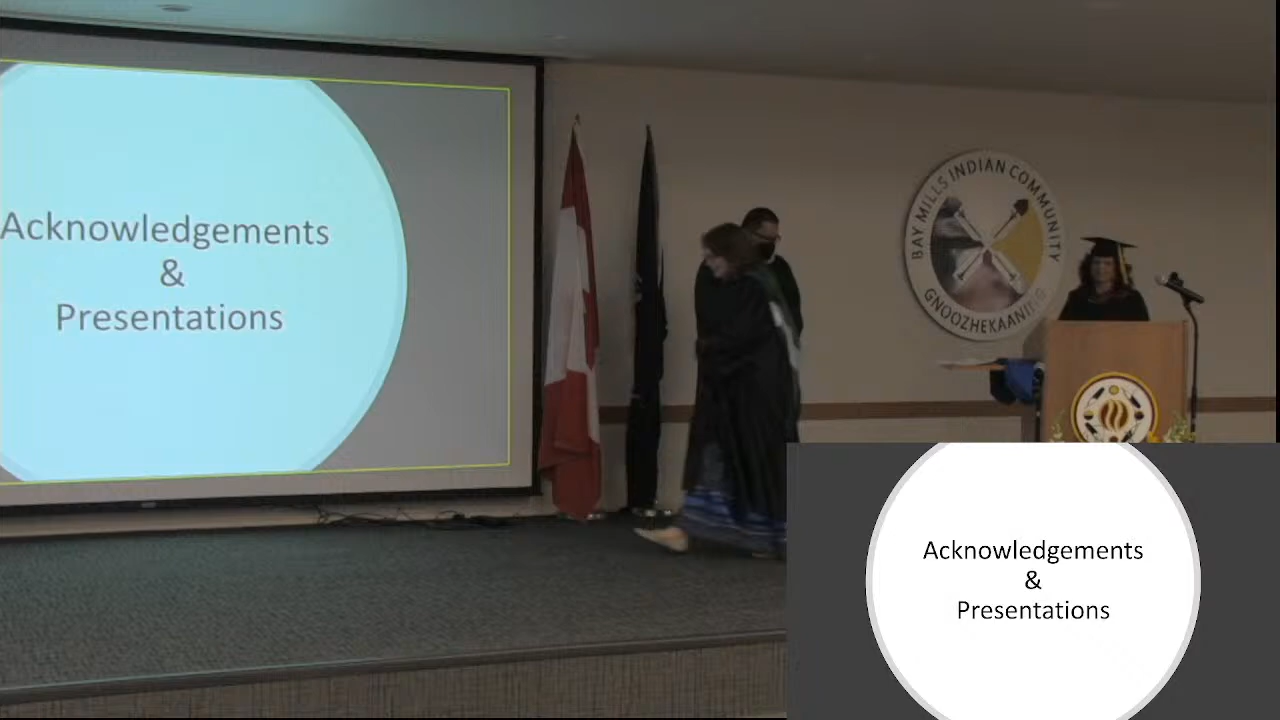 Acknowledgements
&
Presentations
BAY MILLS INDIAN COMMUNITY
GNOOZHEKAANING
Acknowledgements
&
Presentations